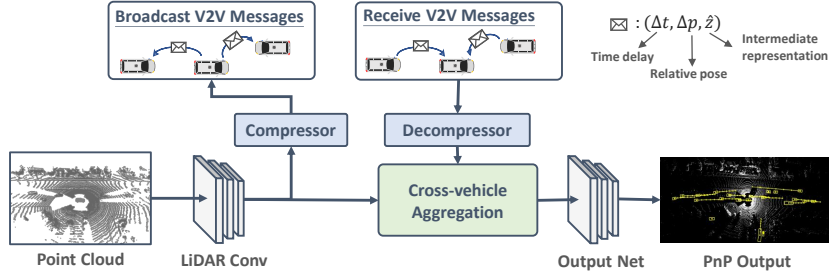 Broadcast V2V Messages
Receive V2V Messages
: (Δt, Δp, ẑ)
Time delay
Relative pose
Intermediate
representation
Compressor
Decompressor
Cross-vehicle
Aggregation
Point Cloud
LiDAR Conv
Output Net
PnP Output